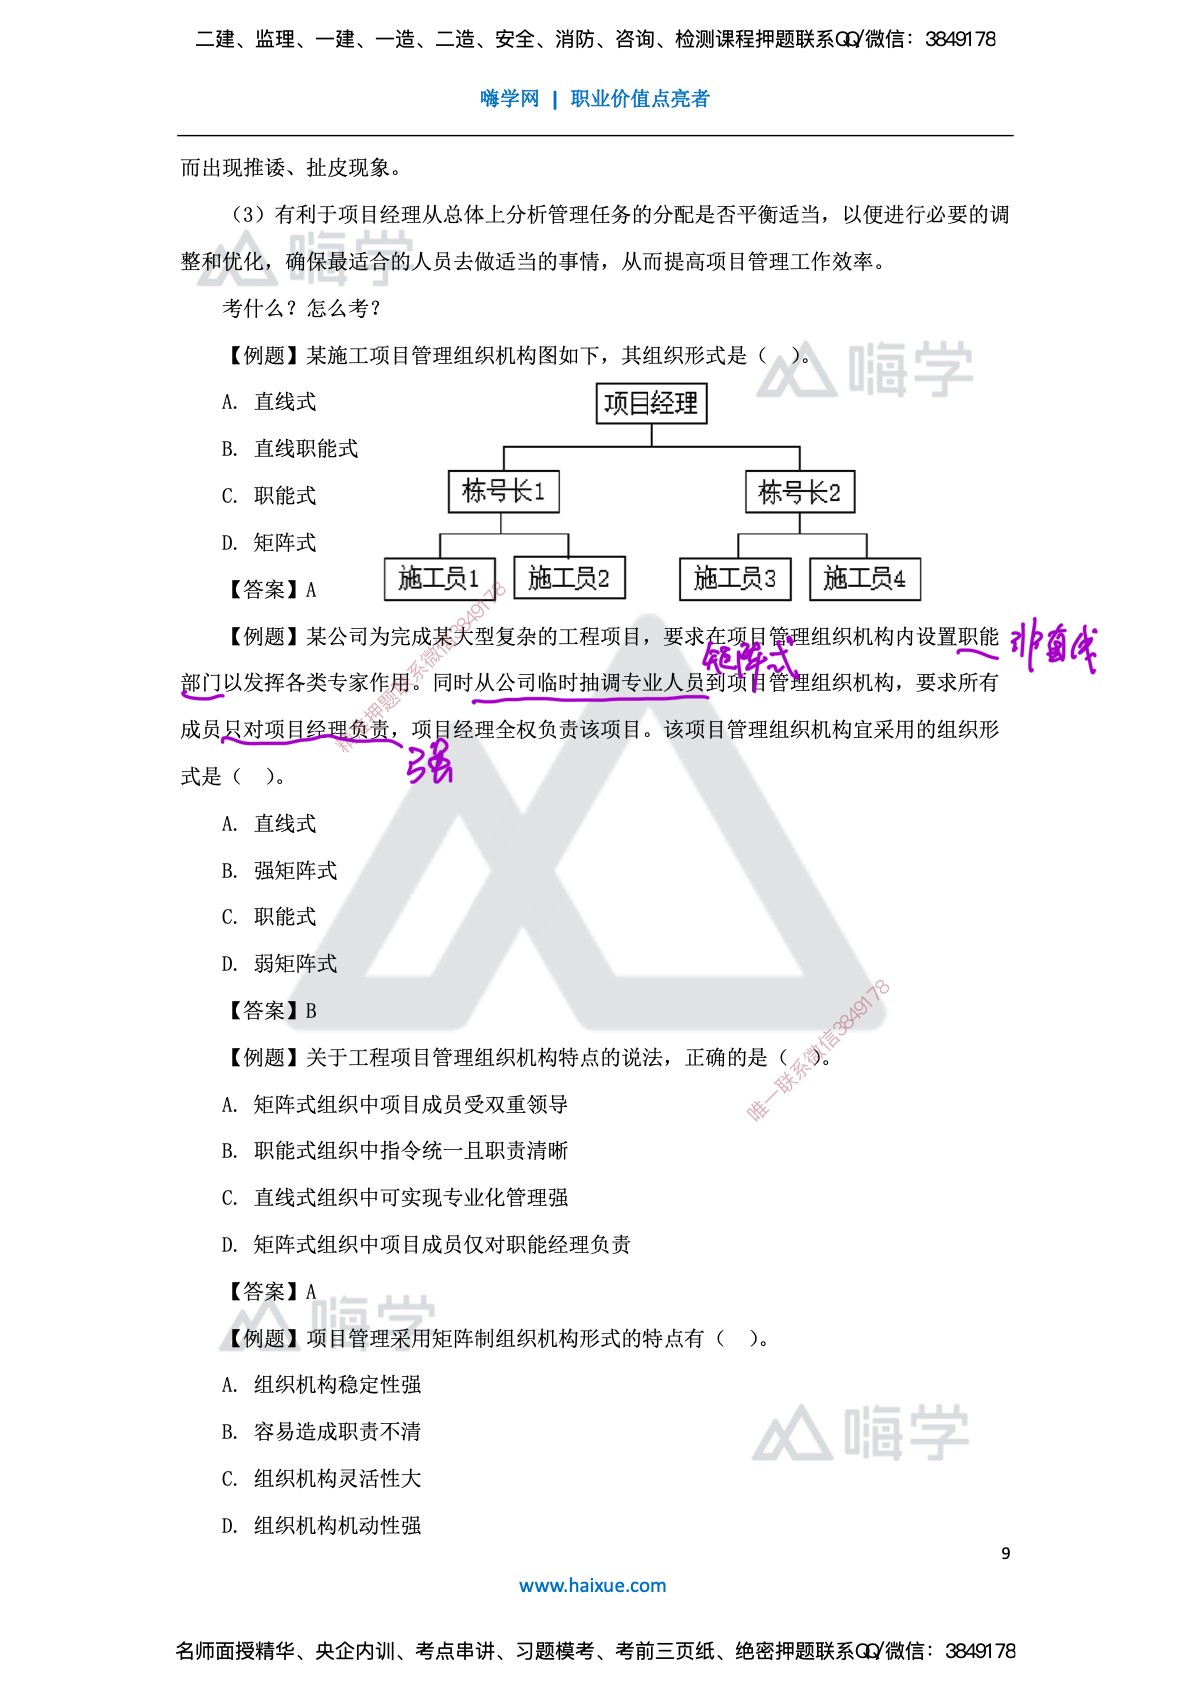 二建、监理、一建、一造、二造、安全、消防、咨询、检测课程押题联系QQ/微信：3849178
嗨学网 | 职业价值点亮者
而出现推诿、扯皮现象。
（3）有利于项目经理从总体上分析管理任务的分配是否平衡适当，以便进行必要的调
整和优化，确保最适合的人员去做适当的事情，从而提高项目管理工作效率。
嗨学
考什么？怎么考？
【例题】某施工项目管理组织机构图如下，其组织形式是（ ）。
嗨学
A. 直线式
B. 直线职能式
C. 职能式
D. 矩阵式
项目经理
栋号长1 栋号长2
施工员1 施工员2 施工员3 施工员4
【答案】A
【例题】某公司为完成某大型复杂的工程项目，要求在项目管理组织机构内设置职能
非直线
矩阵式
部门以发挥各类专家作用。同时从公司临时抽调专业人员到项目管理组织机构，要求所有
成员只对项目经理负责，项目经理全权负责该项目。该项目管理组织机构宜采用的组织形
强
式是（ ）。
A. 直线式
B. 强矩阵式
C. 职能式
D. 弱矩阵式
【答案】B
【例题】关于工程项目管理组织机构特点的说法，正确的是（ ）。
唯一联系微信3849178
A. 矩阵式组织中项目成员受双重领导
B. 职能式组织中指令统一且职责清晰
C. 直线式组织中可实现专业化管理强
D. 矩阵式组织中项目成员仅对职能经理负责
【答案】A
嗨学
【例题】项目管理采用矩阵制组织机构形式的特点有（ ）。
A. 组织机构稳定性强
B. 容易造成职责不清
嗨学
C. 组织机构灵活性大
D. 组织机构机动性强
9
www.haixue.com
名师面授精华、央企内训、考点串讲、习题模考、考前三页纸、绝密押题联系QQ/微信：3849178